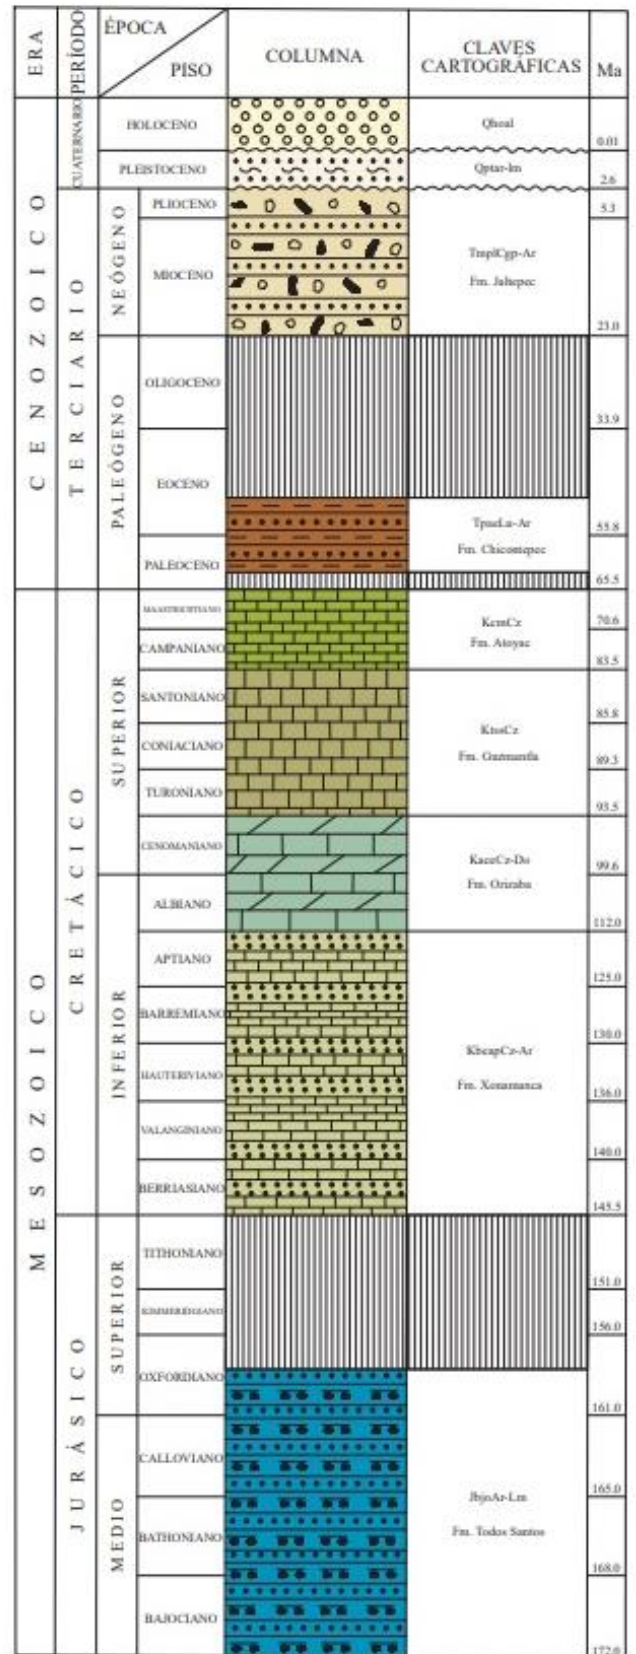 ERA
PERÍODO
ÉPOCA
PISO
COLUMNA
CLAVES
CARTOGRÁFICAS
Ma
CENOZOICO
CUATERNARIO
HOLOCENO
Qhoal
0.01
PLEISTOCENO
Qptar-lm
2.6
TERCIARIO
NEÓGENO
PLIOCENO
5.3
MIOCENO
TmplCgp-Ar
Fm. Jaltepec
23.0
PALEÓGENO
OLIGOCENO
33.9
EOCENO
TpaeLu-Ar
Fm. Chicontepec
55.8
PALEOCENO
65.5
MESOZOICO
CRETÁCICO
SUPERIOR
MAASTRICHTIANO
KcmCz
Fm. Atoyac
70.6
CAMPANIANO
83.5
SANTONIANO
85.8
KtssCz
Fm. Guzmantla
CONIACIANO
89.3
TURONIANO
93.5
CENOMANIANO
KaceCz-Do
Fm. Orizaba
99.6
INFERIOR
ALBIANO
112.0
APTIANO
125.0
BARREMIANO
130.0
KbeapCz-Ar
Fm. Xonamanca
HAUTERIVIANO
136.0
VALANGINIANO
140.0
BERRIASIANO
145.5
JURÁSICO
SUPERIOR
TITHONIANO
151.0
KIMMERIDGIANO
156.0
OXFORDIANO
161.0
MEDIO
CALLOVIANO
165.0
JbjoAr-Lm
Fm. Todos Santos
BATHONIANO
168.0
BAJOCIANO
172.0